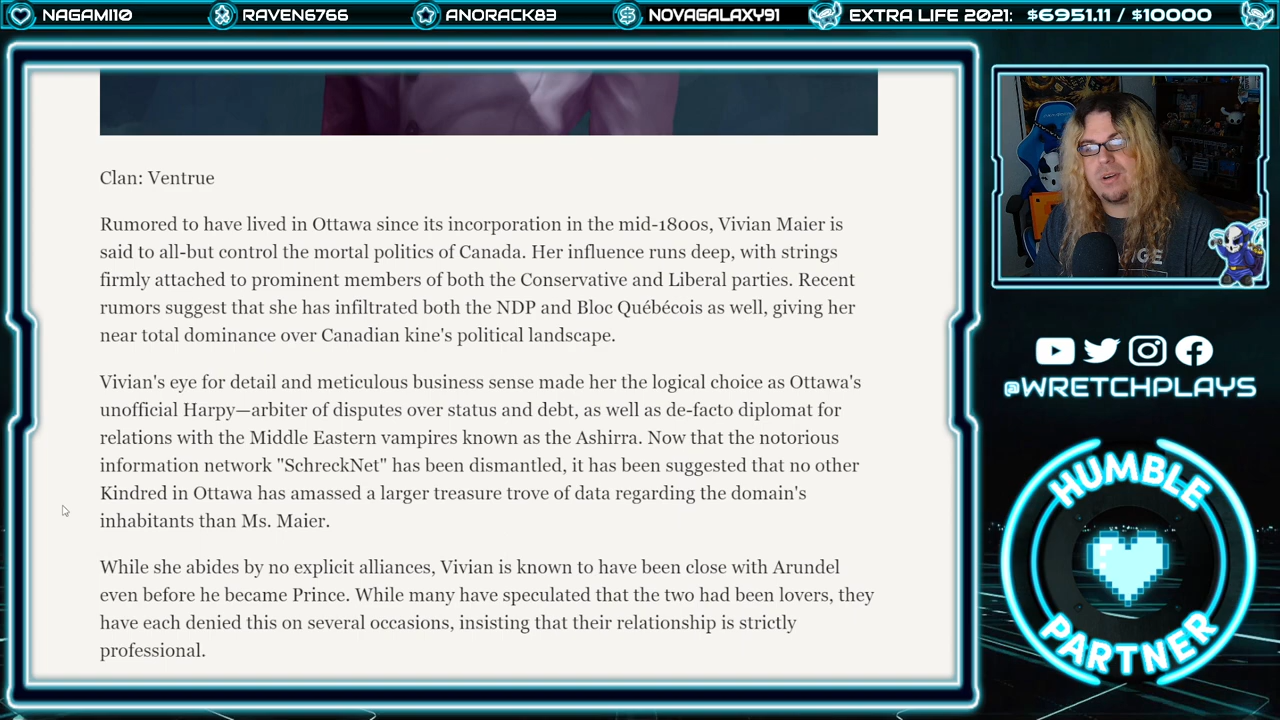 NAGAMI10
RAVEN6766
ANORACK83
NOVAGALAXY91
EXTRA LIFE 2021: $6951.11 / $10000
Clan: Ventrue
Rumored to have lived in Ottawa since its incorporation in the mid-1800s, Vivian Maier is
said to all-but control the mortal politics of Canada. Her influence runs deep, with strings
firmly attached to prominent members of both the Conservative and Liberal parties. Recent
rumors suggest that she has infiltrated both the NDP and Bloc Québécois as well, giving her
near total dominance over Canadian kine's political landscape.
Vivian's eye for detail and meticulous business sense made her the logical choice as Ottawa's
unofficial Harpy—arbiter of disputes over status and debt, as well as de-facto diplomat for
relations with the Middle Eastern vampires known as the Ashirra. Now that the notorious
information network "SchreckNet" has been dismantled, it has been suggested that no other
Kindred in Ottawa has amassed a larger treasure trove of data regarding the domain's
inhabitants than Ms. Maier.
While she abides by no explicit alliances, Vivian is known to have been close with Arundel
even before he became Prince. While many have speculated that the two had been lovers, they
have each denied this on several occasions, insisting that their relationship is strictly
professional.
@WRETCHPLAYS
HUMBLE
PARTNER